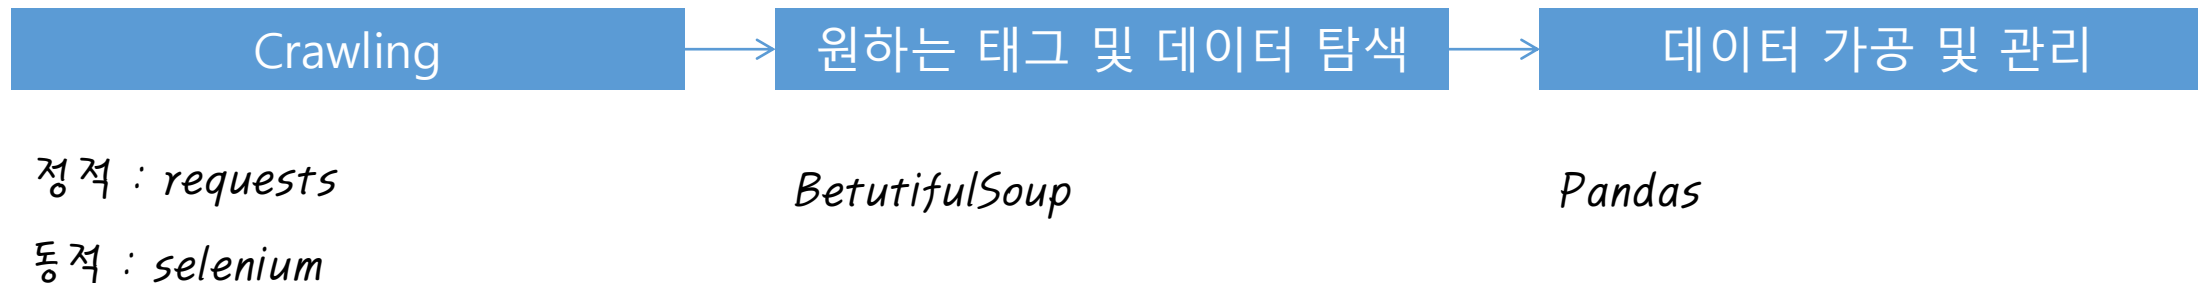 Crawling
원하는 태그 및 데이터 탐색
데이터 가공 및 관리
정적 : requests
동적 : selenium
BetutifulSoup
Pandas